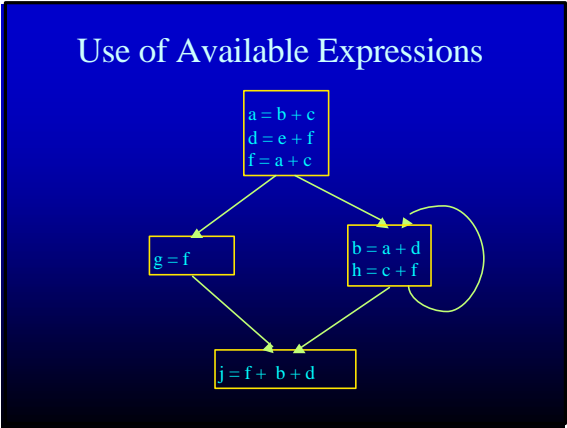 Use of Available Expressions
a = b + c
d = e + f
f = a + c
g = f
b = a + d
h = c + f
j = f + b + d